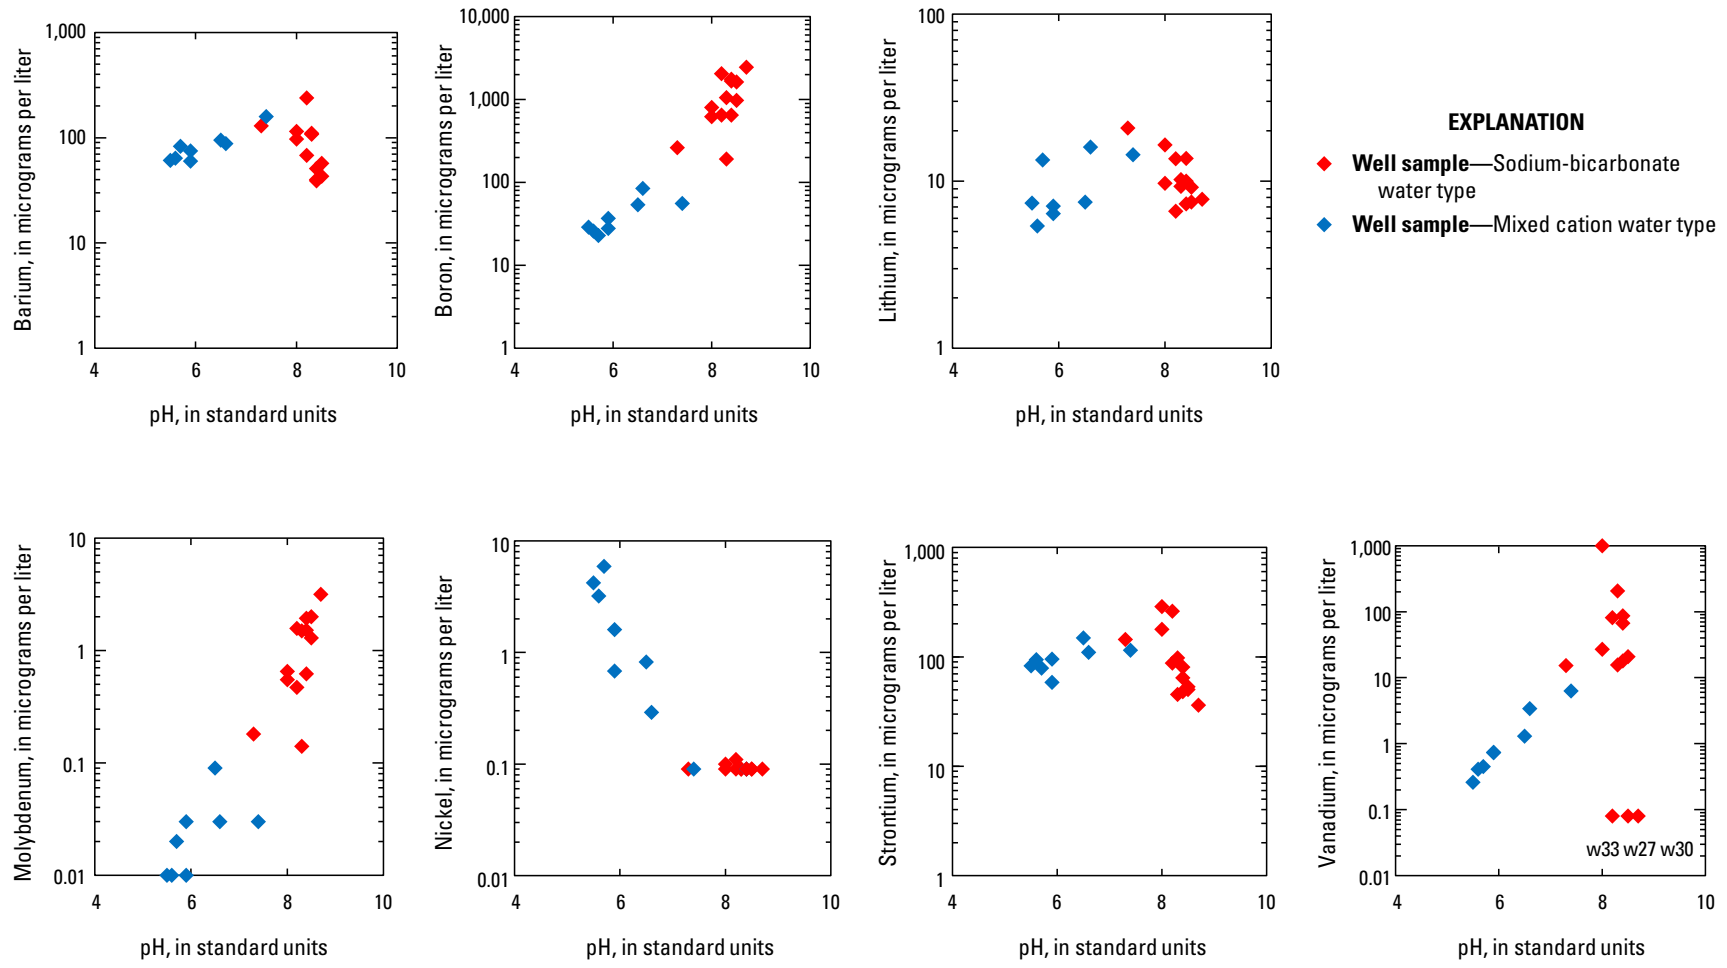 Barium, in micrograms per liter
1,000
100
10
1
4 6 8 10
pH, in standard units
Boron, in micrograms per liter
10,000
1,000
100
10
1
4 6 8 10
pH, in standard units
Lithium, in micrograms per liter
100
10
1
4 6 8 10
pH, in standard units
EXPLANATION
Well sample—Sodium-bicarbonate
water type
Well sample—Mixed cation water type
Molybdenum, in micrograms per liter
10
1
0.1
0.01
4 6 8 10
pH, in standard units
Nickel, in micrograms per liter
10
1
0.1
0.01
4 6 8 10
pH, in standard units
Strontium, in micrograms per liter
1,000
100
10
1
4 6 8 10
pH, in standard units
Vanadium, in micrograms per liter
1,000
100
10
1
0.1
0.01
w33 w27 w30
4 6 8 10
pH, in standard units